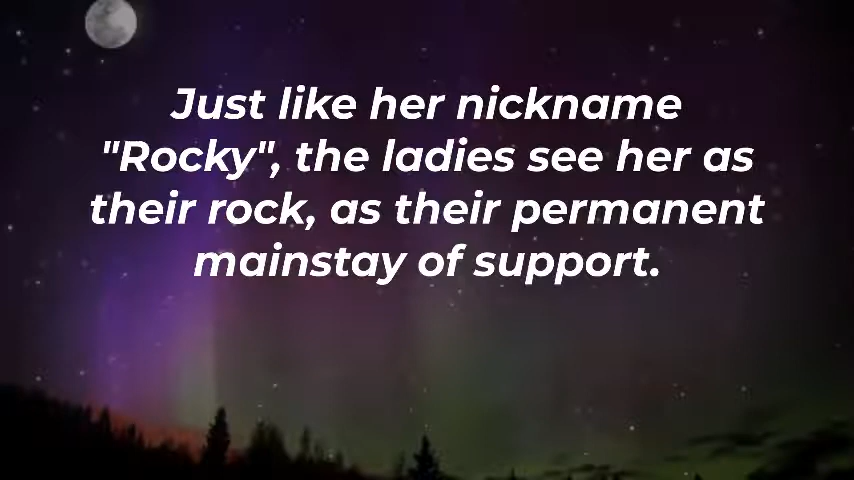 Just like her nickname
"Rocky", the ladies see her as
their rock, as their permanent
mainstay of support.